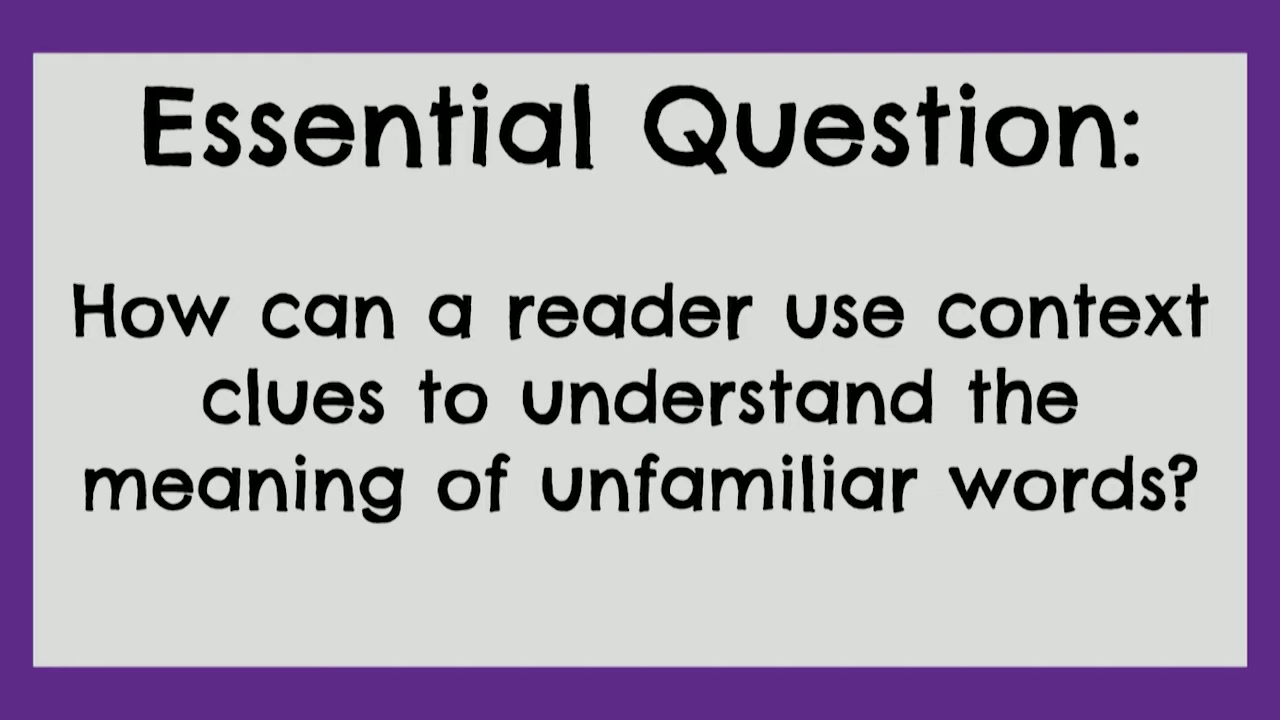 Essential Question:
How can a reader use context
clues to understand the
meaning of unfamiliar words?